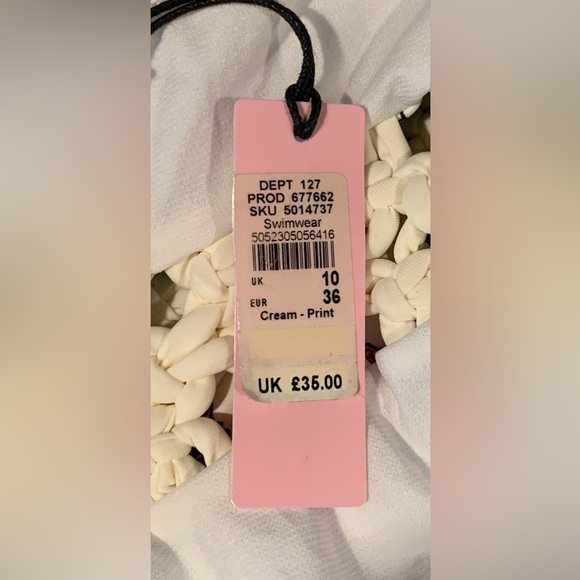 DEPT 127
PROD 677662
SKU 5014737
Swimwear
5052305056416
UK 10
EUR 36
Cream - Print
UK £35.00